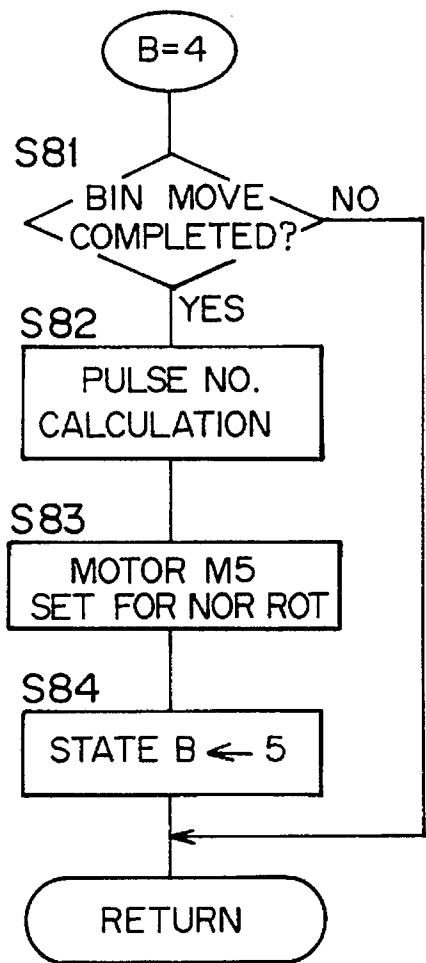 B=4
S81
BIN MOVE
COMPLETED?
NO
YES
S82
PULSE NO.
CALCULATION
S83
MOTOR M5
SET FOR NOR ROT
S84
STATE B ← 5
RETURN